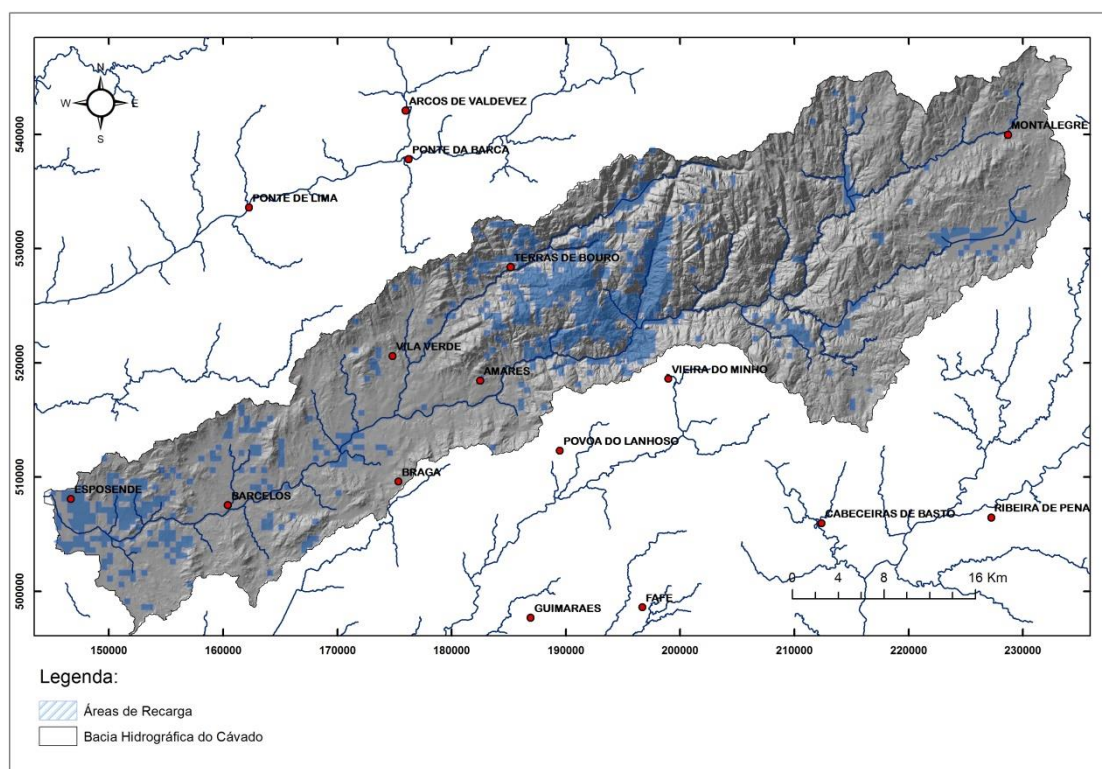 N
W E
S
ARCOS DE VALDEVEZ
MONTALEGRE
PONTE DA BARCA
PONTE DE LIMA
TERRAS DE BOURO
VILA VERDE
AMARES
VIEIRA DO MINHO
POVOA DO LANHOSO
BRAGA
ESPOSENDE
BARCELOS
CABECEIRAS DE BASTO
RIBEIRA DE PENA
FAFE
GUIMARAES
0 4 8 16 Km
540000
530000
520000
510000
500000
150000 160000 170000 180000 190000 200000 210000 220000 230000
Legenda:
Áreas de Recarga
Bacia Hidrográfica do Cávado